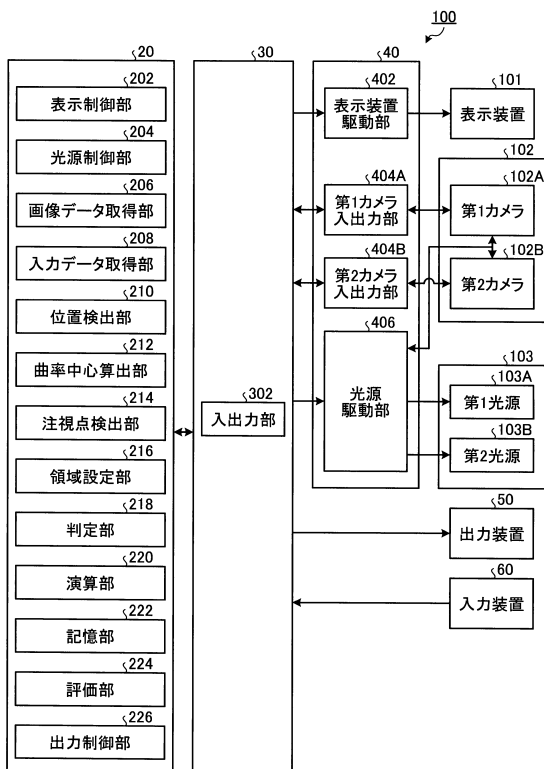 100
20
202
表示制御部
204
光源制御部
206
画像データ取得部
208
入力データ取得部
210
位置検出部
212
曲率中心算出部
214
注視点検出部
216
領域設定部
218
判定部
220
演算部
222
記憶部
224
評価部
226
出力制御部
30
302
入出力部
40
402
表示装置
駆動部
404A
第1カメラ
入出力部
404B
第2カメラ
入出力部
406
光源
駆動部
101
表示装置
102
102A
第1カメラ
102B
第2カメラ
103
103A
第1光源
103B
第2光源
50
出力装置
60
入力装置